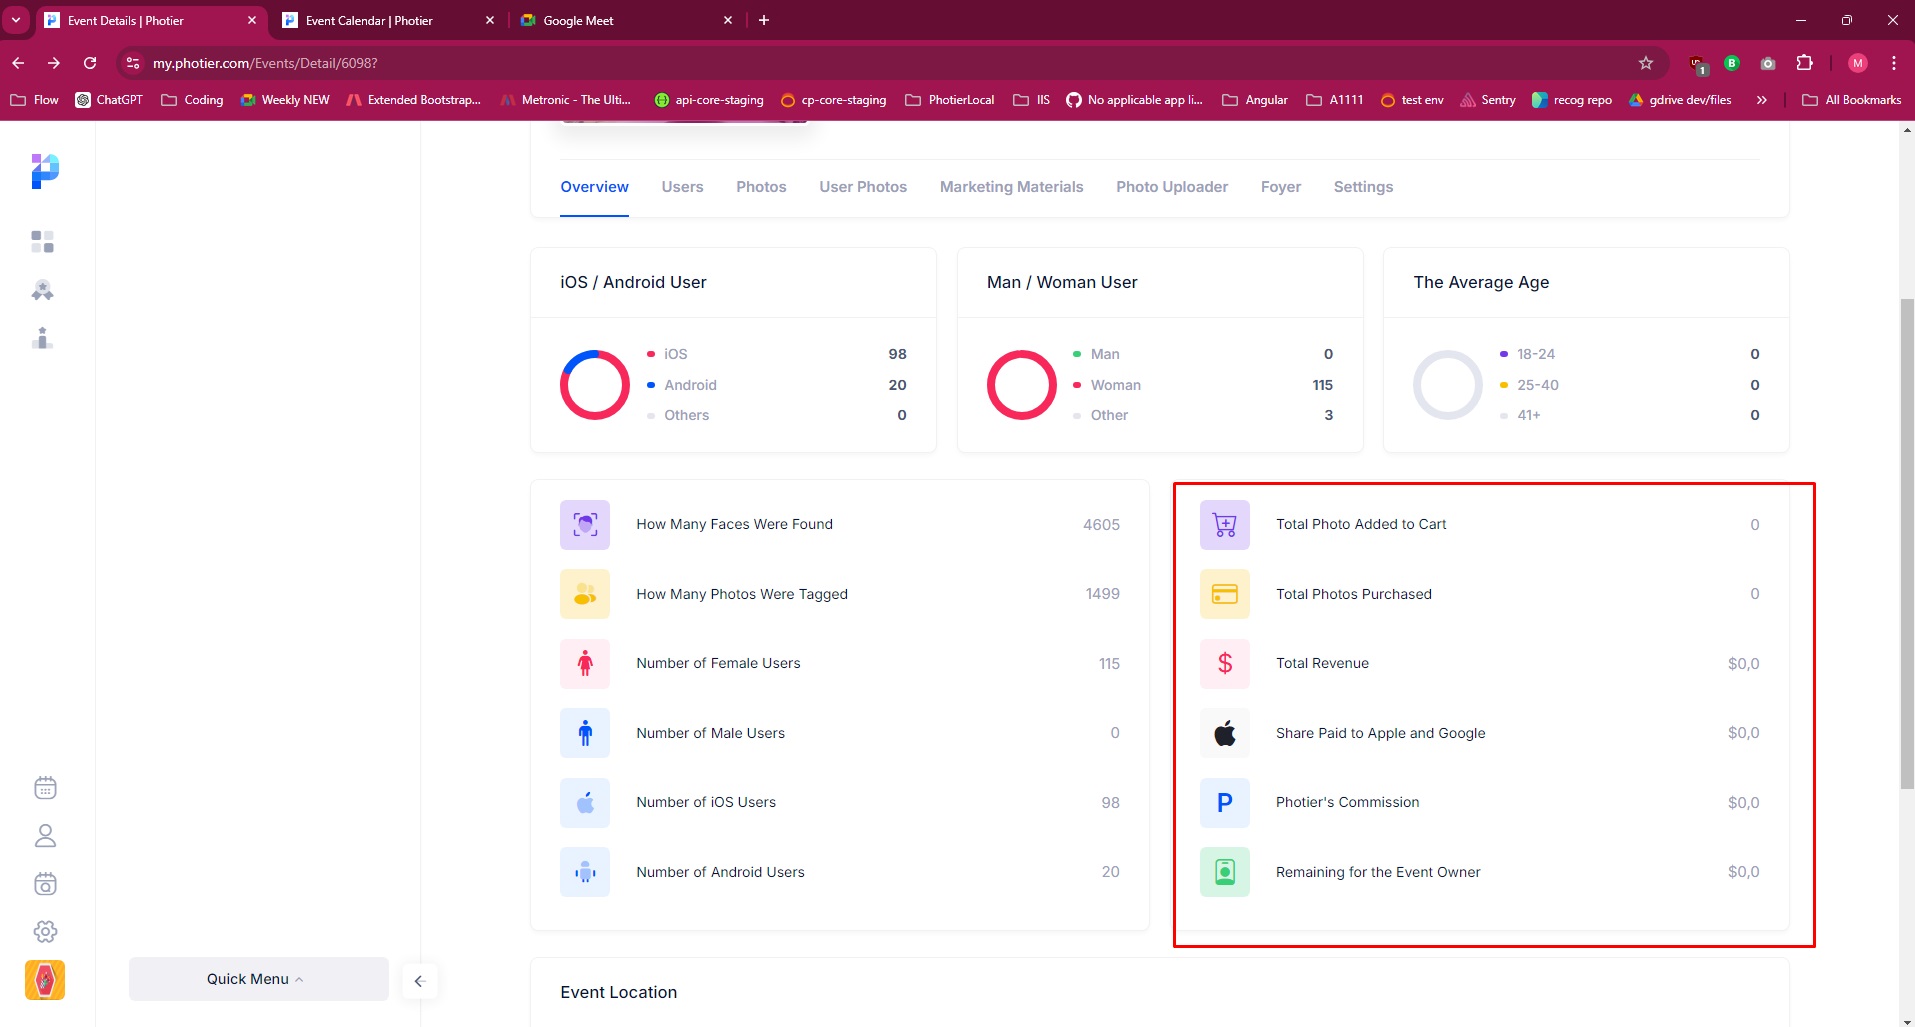 Event Details | Photier
Event Calendar | Photier
Google Meet
my.photier.com/Events/Detail/6098?
1
B
M
Flow
ChatGPT
Coding
Weekly NEW
Extended Bootstrap...
Metronic - The Ulti...
api-core-staging
cp-core-staging
PhotierLocal
IIS
No applicable app li...
Angular
A1111
test env
Sentry
recog repo
gdrive dev/files
All Bookmarks
Overview
Users
Photos
User Photos
Marketing Materials
Photo Uploader
Foyer
Settings
iOS / Android User
iOS 98
Android 20
Others 0
Man / Woman User
Man 0
Woman 115
Other 3
The Average Age
18-24 0
25-40 0
41+ 0
How Many Faces Were Found 4605
How Many Photos Were Tagged 1499
Number of Female Users 115
Number of Male Users 0
Number of iOS Users 98
Number of Android Users 20
Total Photo Added to Cart 0
Total Photos Purchased 0
$ Total Revenue $0,0
Share Paid to Apple and Google $0,0
P Photier's Commission $0,0
Remaining for the Event Owner $0,0
Quick Menu
Event Location